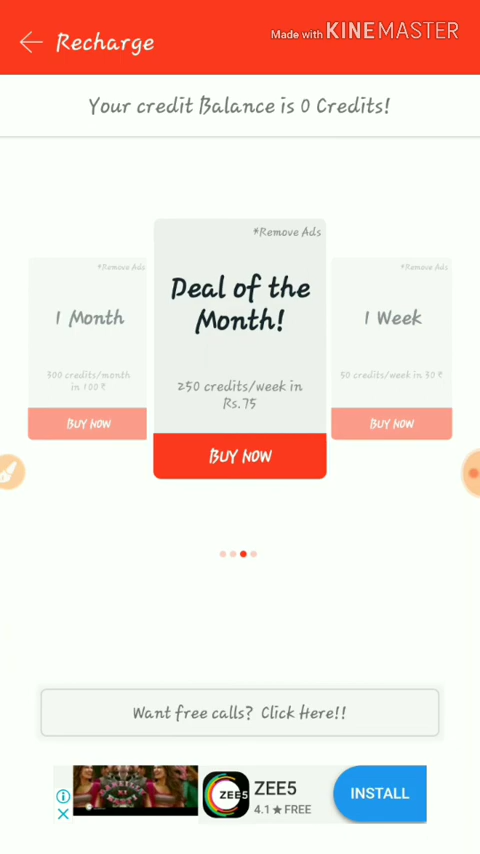 Recharge
Made with KINEMASTER
Your credit Balance is 0 Credits!
*Remove Ads
1 Month
300 credits/month
in 100 ₹
BUY NOW
*Remove Ads
Deal of the
Month!
250 credits/week in
Rs.75
BUY NOW
*Remove Ads
1 Week
50 credits/week in 30 ₹
BUY NOW
Want free calls? Click Here!!
ZEE5
ZEE5
4.1 ★ FREE
INSTALL